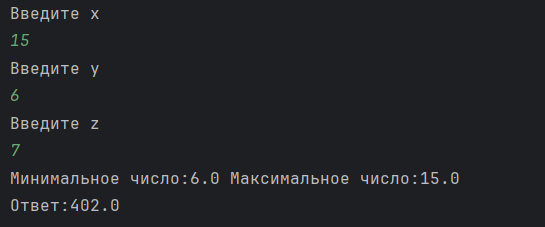 Введите x
15
Введите y
6
Введите z
7
Минимальное число:6.0 Максимальное число:15.0
Ответ:402.0